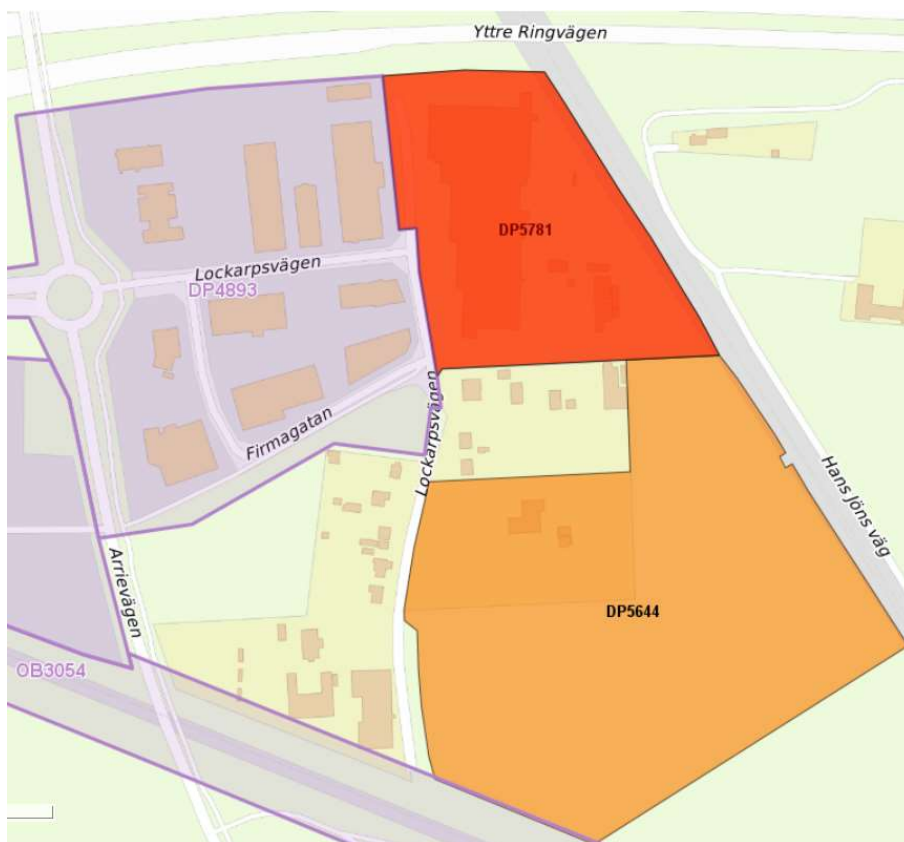 Yttre Ringvägen
DP5781
Lockarpsvägen
DP4893
Lockarpsvägen
Firmagatan
Hans Jöns väg
Arrievägen
DP5644
OB3054